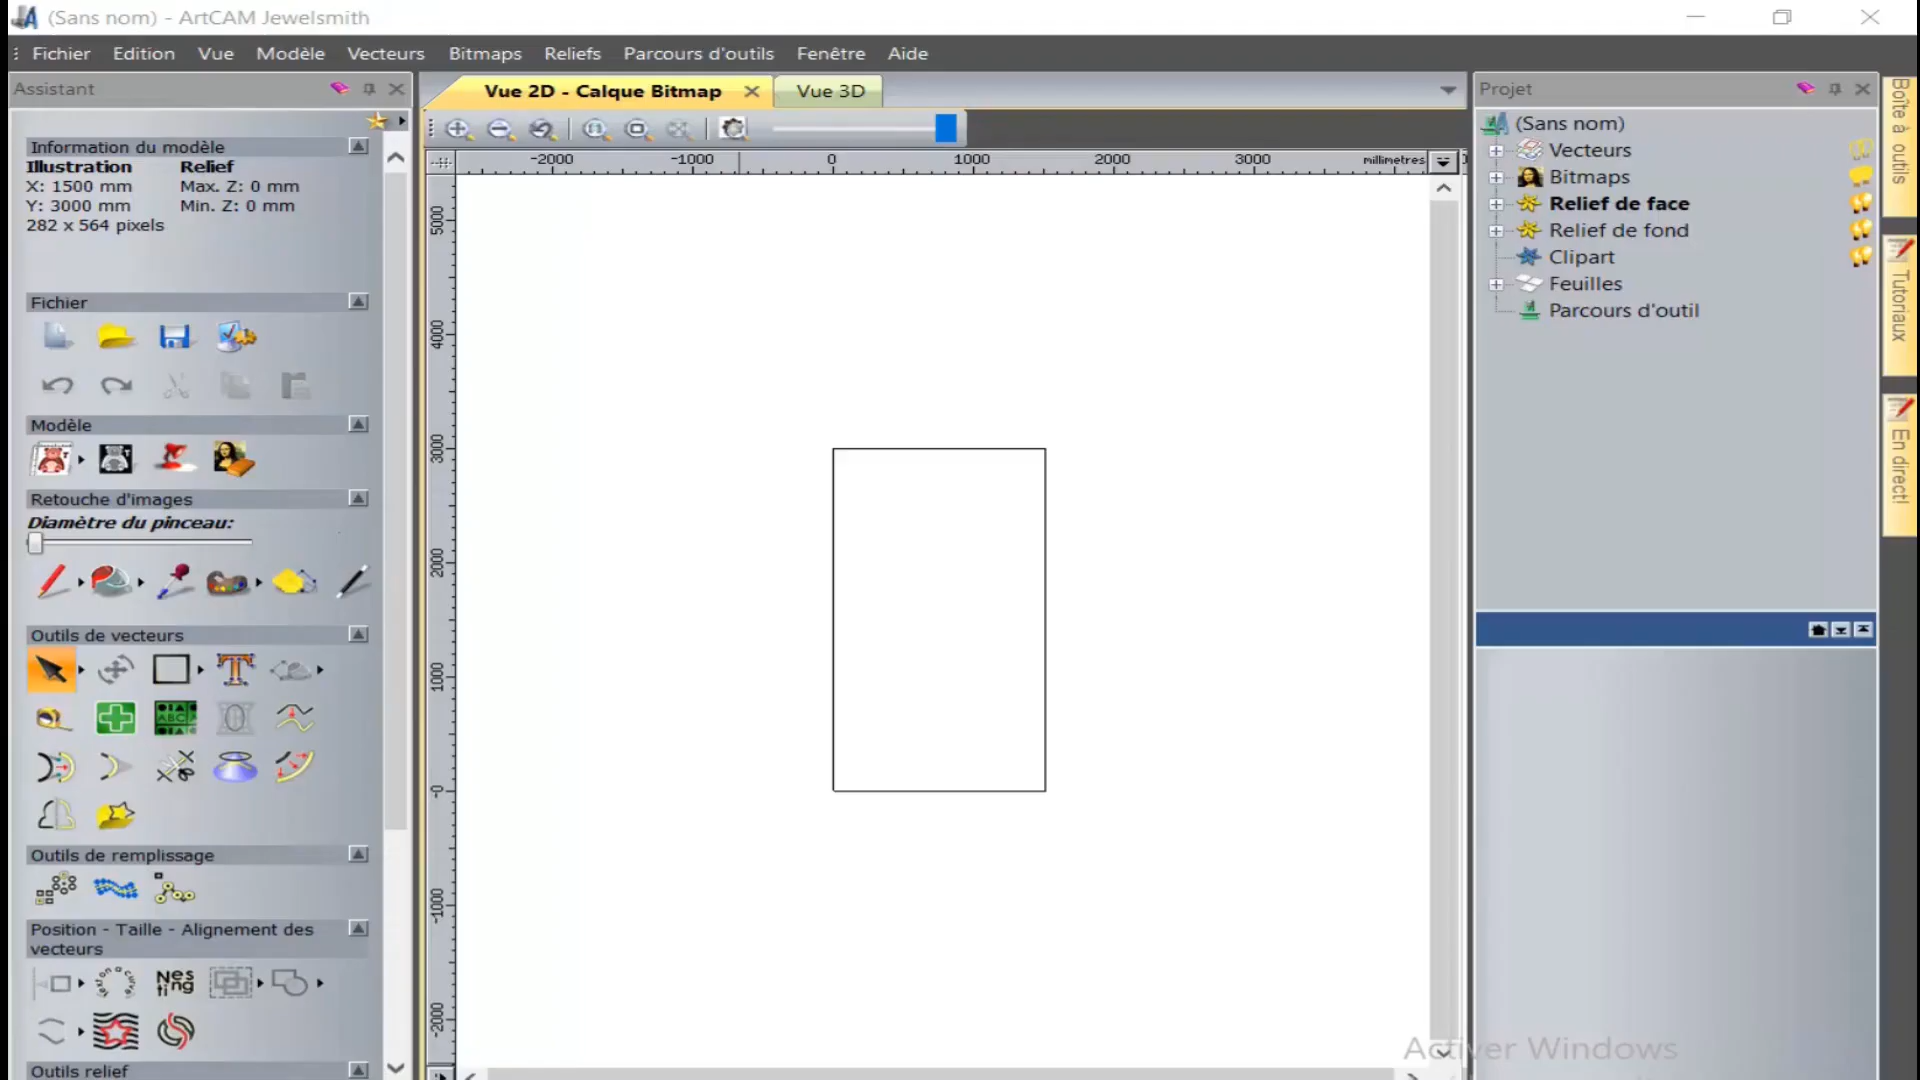 (Sans nom) - ArtCAM Jewelsmith
Fichier Edition Vue Modèle Vecteurs Bitmaps Reliefs Parcours d'outils Fenêtre Aide
Assistant
Information du modèle
Illustration Relief
X: 1500 mm Max. Z: 0 mm
Y: 3000 mm Min. Z: 0 mm
282 x 564 pixels
Fichier
Modèle
Retouche d'images
Diamètre du pinceau:
Outils de vecteurs
ABC
Outils de remplissage
Position - Taille - Alignement des
vecteurs
Nes
ting
Outils relief
Vue 2D - Calque Bitmap
Vue 3D
-2000 -1000 0 1000 2000 3000 millimetres
5000
4000
3000
2000
1000
-0
-1000
-2000
Projet
(Sans nom)
Vecteurs
Bitmaps
Relief de face
Relief de fond
Clipart
Feuilles
Parcours d'outil
Boîte à outils
Tutoriaux
En direct!
Activer Windows